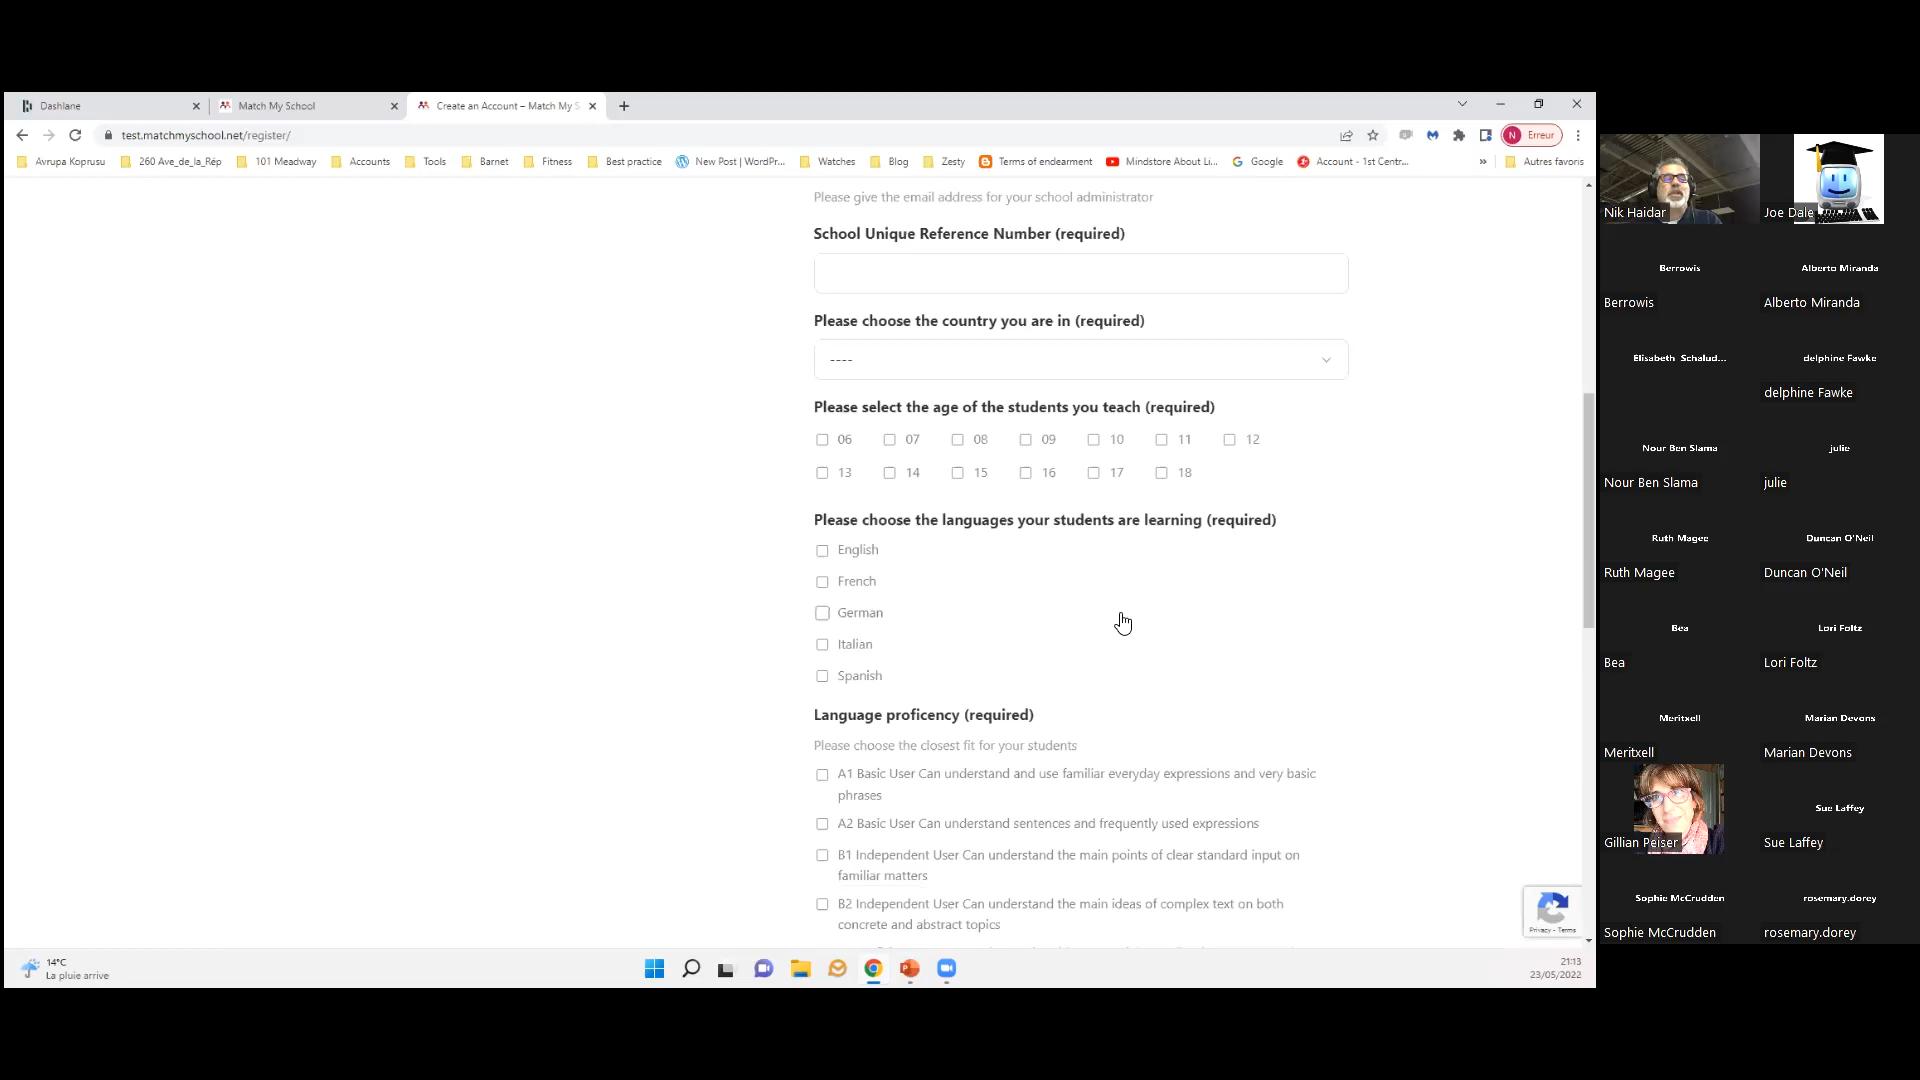 Dashlane
Match My School
Create an Account – Match My S
test.matchmyschool.net/register/
Erreur
Avrupa Koprusu
260 Ave_de_la_Rép
101 Meadway
Accounts
Tools
Barnet
Fitness
Best practice
New Post | WordPr...
Watches
Blog
Zesty
Terms of endearment
Mindstore About Li...
Google
Account - 1st Centr...
»
Autres favoris
Please give the email address for your school administrator
School Unique Reference Number (required)
Please choose the country you are in (required)
----
Please select the age of the students you teach (required)
06 07 08 09 10 11 12
13 14 15 16 17 18
Please choose the languages your students are learning (required)
English
French
German
Italian
Spanish
Language proficency (required)
Please choose the closest fit for your students
A1 Basic User Can understand and use familiar everyday expressions and very basic
phrases
A2 Basic User Can understand sentences and frequently used expressions
B1 Independent User Can understand the main points of clear standard input on
familiar matters
B2 Independent User Can understand the main ideas of complex text on both
concrete and abstract topics
Privacy - Terms
14°C
La pluie arrive
21:13
23/05/2022
Nik Haidar
Joe Dale
Berrowis
Alberto Miranda
Berrowis
Alberto Miranda
Elisabeth Schalud...
delphine Fawke
delphine Fawke
Nour Ben Slama
julie
Nour Ben Slama
julie
Ruth Magee
Duncan O'Neil
Ruth Magee
Duncan O'Neil
Bea
Lori Foltz
Bea
Lori Foltz
Meritxell
Marian Devons
Meritxell
Marian Devons
Sue Laffey
Gillian Peiser
Sue Laffey
Sophie McCrudden
rosemary.dorey
Sophie McCrudden
rosemary.dorey